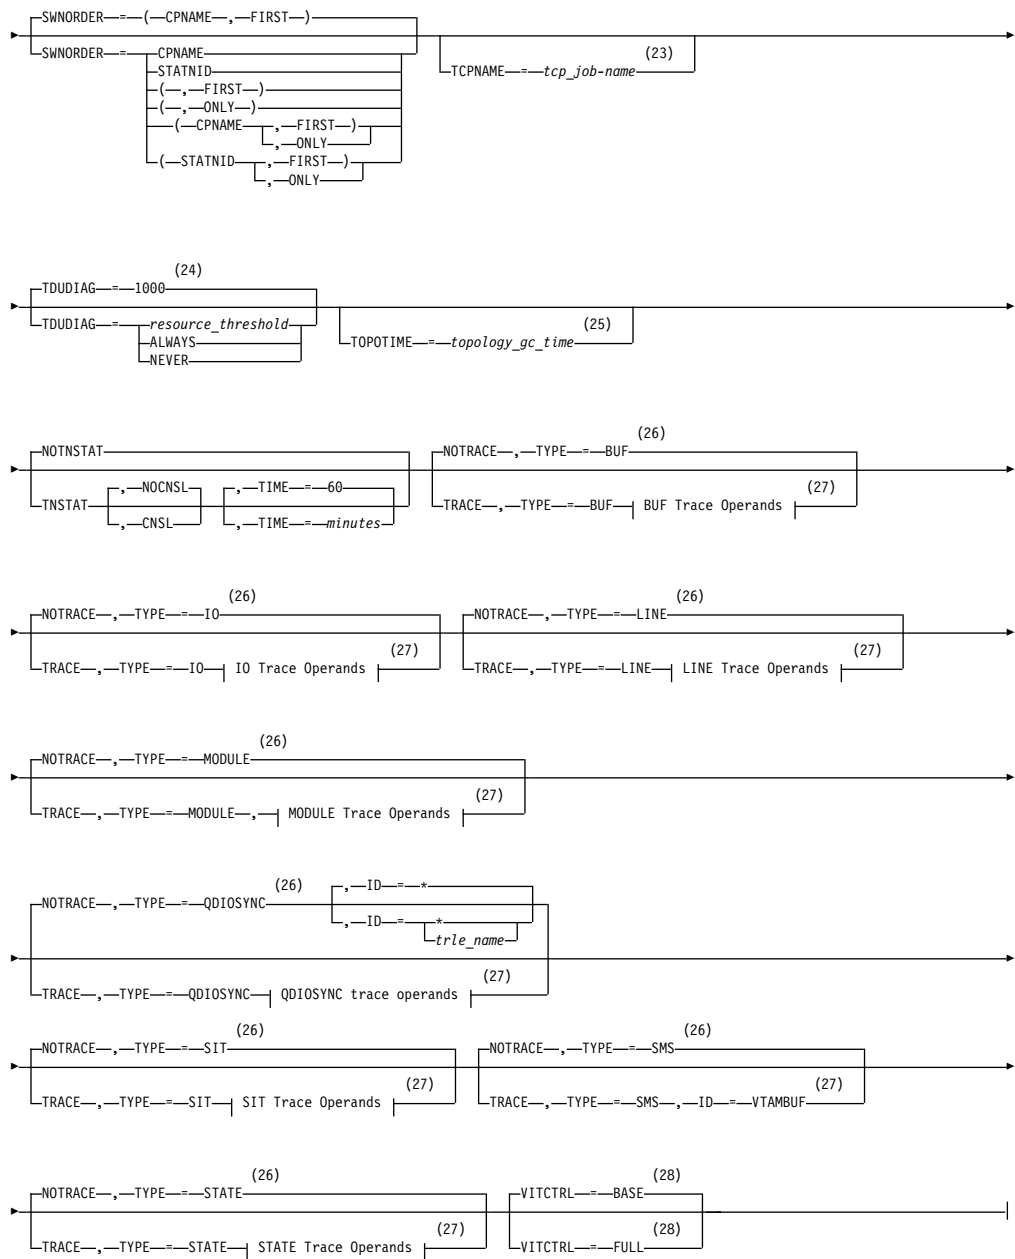 SWNORDER = ( CPNAME , FIRST )
SWNORDER = CPNAME
(23)
STATNID
TCPNAME = tcp_job-name
( , FIRST )
( , ONLY )
( CPNAME , FIRST )
, ONLY
( STATNID , FIRST )
, ONLY
(24)
TDUDIAG = 1000
TDUDIAG = resource_threshold
(25)
ALWAYS
TOPOTIME = topology_gc_time
NEVER
(26)
NOTNSTAT
NOTRACE , TYPE = BUF
, NOCNSL
, TIME = 60
(27)
TNSTAT
TRACE , TYPE = BUF BUF Trace Operands
, CNSL
, TIME = minutes
(26)
(26)
NOTRACE , TYPE = IO
NOTRACE , TYPE = LINE
(27)
(27)
TRACE , TYPE = IO IO Trace Operands
TRACE , TYPE = LINE LINE Trace Operands
(26)
NOTRACE , TYPE = MODULE
(27)
TRACE , TYPE = MODULE , MODULE Trace Operands
(26)
, ID = *
NOTRACE , TYPE = QDIOSYNC
, ID = *
trle_name
(27)
TRACE , TYPE = QDIOSYNC QDIOSYNC trace operands
(26)
(26)
NOTRACE , TYPE = SIT
NOTRACE , TYPE = SMS
(27)
(27)
TRACE , TYPE = SIT SIT Trace Operands
TRACE , TYPE = SMS , ID = VTAMBUF
(26)
(28)
NOTRACE , TYPE = STATE
VITCTRL = BASE
(27)
(28)
TRACE , TYPE = STATE STATE Trace Operands
VITCTRL = FULL